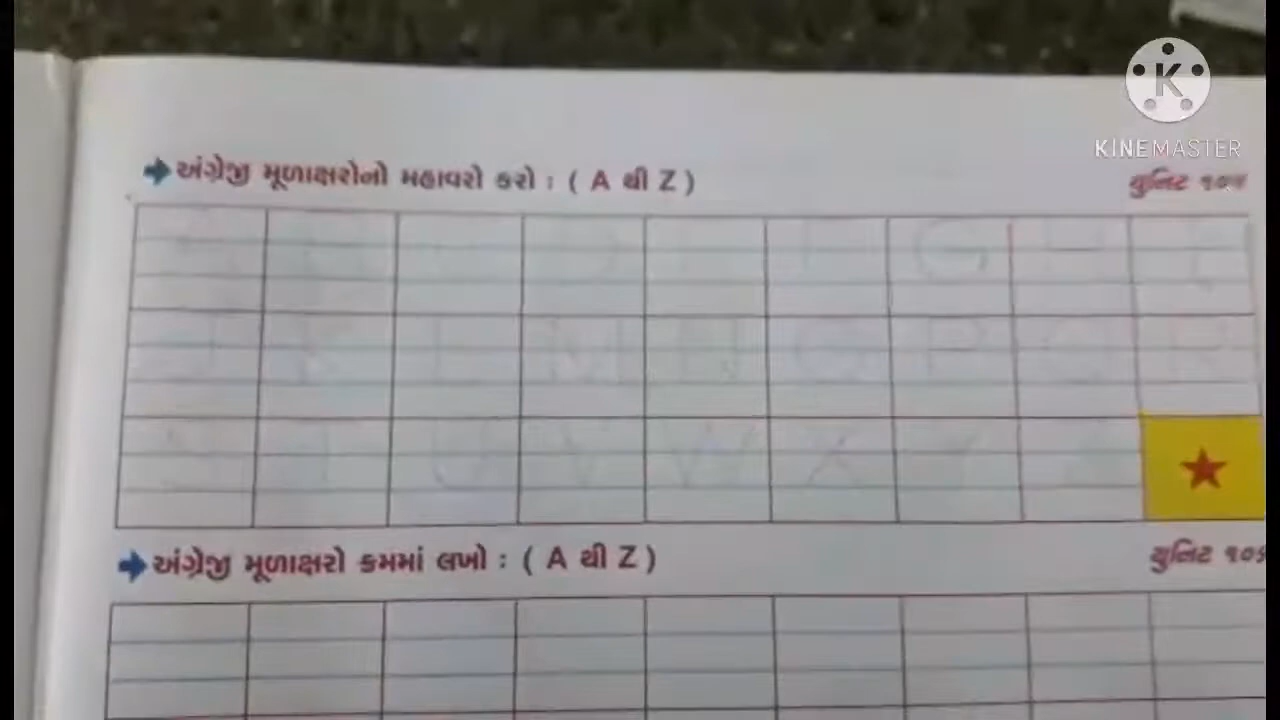 KINEMASTER
અંગ્રેજી મૂળાક્ષરોનો મહાવરો કરો : ( A થી Z )
યુનિટ
G H I
J K L M N O P Q R
U V W X Y Z
અંગ્રેજી મૂળાક્ષરો ક્રમમાં લખો : ( A થી Z )
યુનિટ